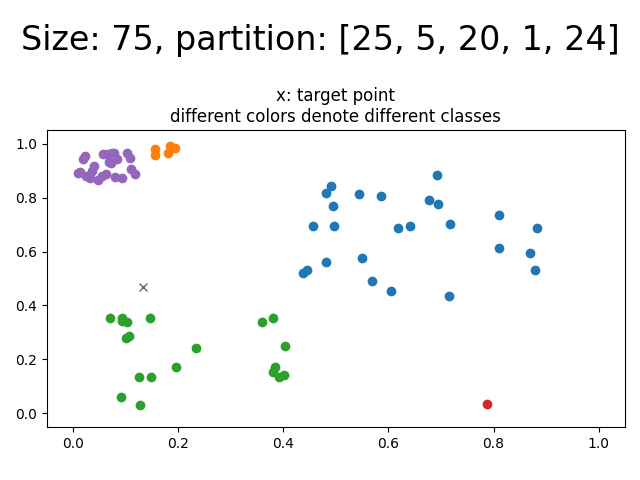 Size: 75, partition: [25, 5, 20, 1, 24]
x: target point
different colors denote different classes
1.0
0.8
0.6
0.4
0.2
0.0
0.0 0.2 0.4 0.6 0.8 1.0